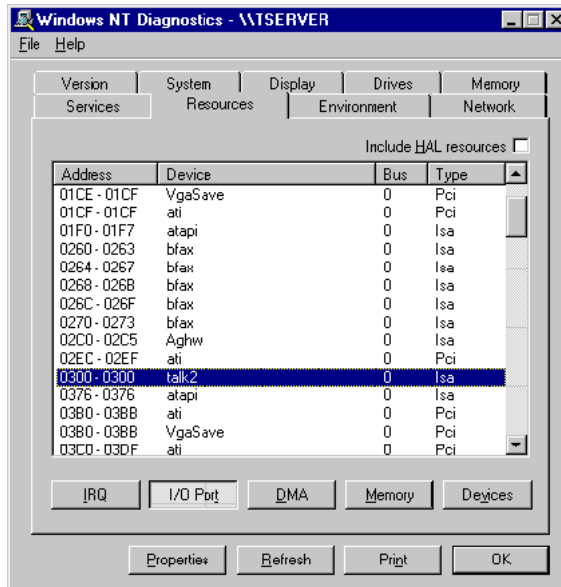 Windows NT Diagnostics - \\TSERVER
File Help
Version System Display Drives Memory
Services Resources Environment Network
Include HAL resources
Address Device Bus Type
01CE - 01CF VgaSave 0 Pci
01CF - 01CF ati 0 Pci
01F0 - 01F7 atapi 0 Isa
0260 - 0263 bfax 0 Isa
0264 - 0267 bfax 0 Isa
0268 - 026B bfax 0 Isa
026C - 026F bfax 0 Isa
0270 - 0273 bfax 0 Isa
02C0 - 02C5 Aghw 0 Isa
02EC - 02EF ati 0 Pci
0300 - 0300 talk2 0 Isa
0376 - 0376 atapi 0 Isa
03B0 - 03BB ati 0 Pci
03B0 - 03BB VgaSave 0 Pci
03C0 - 03DF ati 0 Pci
IRQ I/O Port DMA Memory Devices
Properties Refresh Print OK